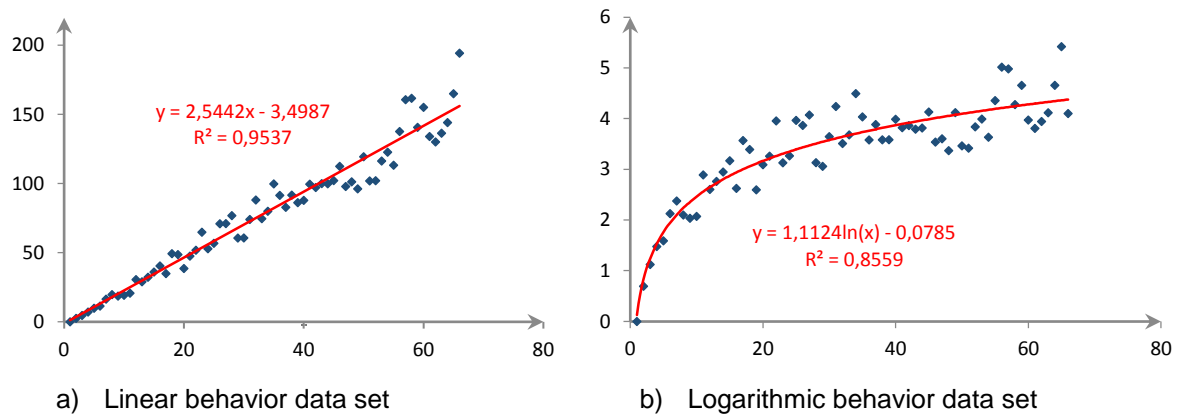 200
150
100
50
0
0 20 40 60 80
y = 2,5442x - 3,4987
R² = 0,9537
a) Linear behavior data set
6
5
4
3
2
1
0
0 20 40 60 80
y = 1,1124ln(x) - 0,0785
R² = 0,8559
b) Logarithmic behavior data set